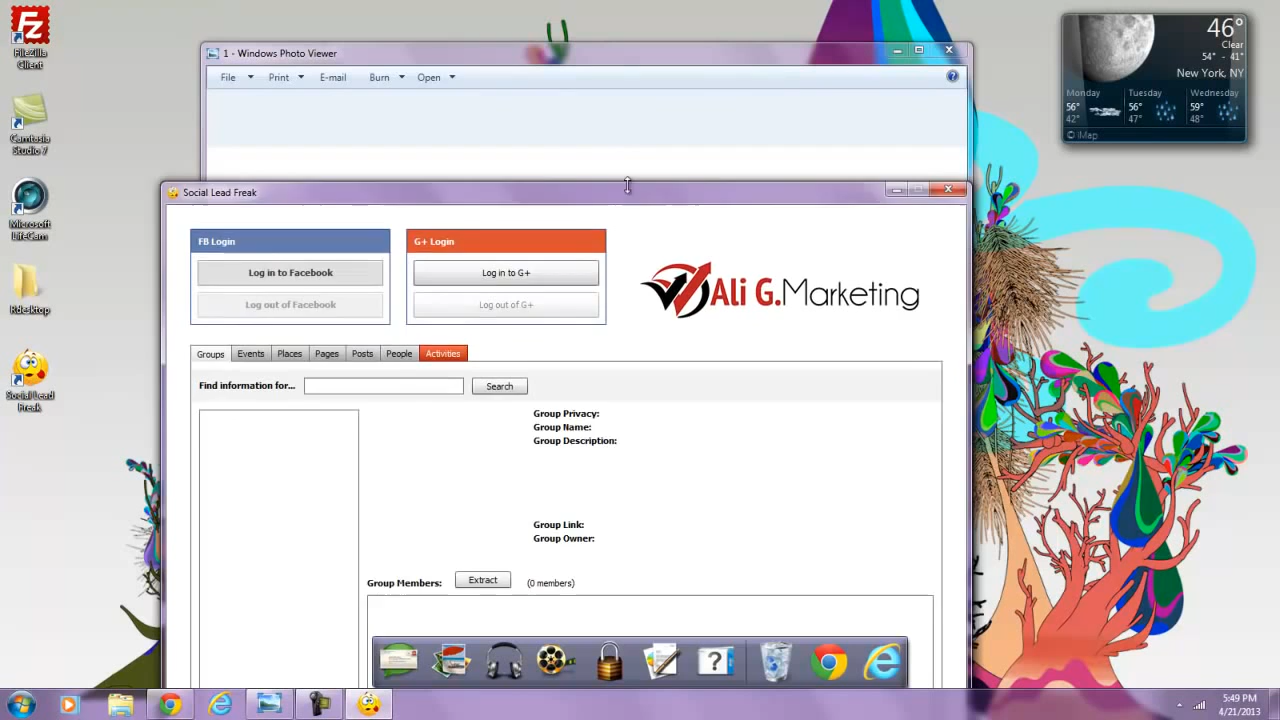 FileZilla
Client
Camtasia
Studio 7
Microsoft
LifeCam
Rdesktop
Social Lead
Freak
1 - Windows Photo Viewer
File Print E-mail Burn Open
46°
Clear
54° - 41°
New York, NY
Monday Tuesday Wednesday
56° 56° 59°
42° 47° 48°
© iMap
Social Lead Freak
FB Login
Log in to Facebook
Log out of Facebook
G+ Login
Log in to G+
Log out of G+
Ali G.Marketing
Groups Events Places Pages Posts People Activities
Find information for... Search
Group Privacy:
Group Name:
Group Description:
Group Link:
Group Owner:
Group Members: Extract (0 members)
5:49 PM
4/21/2013